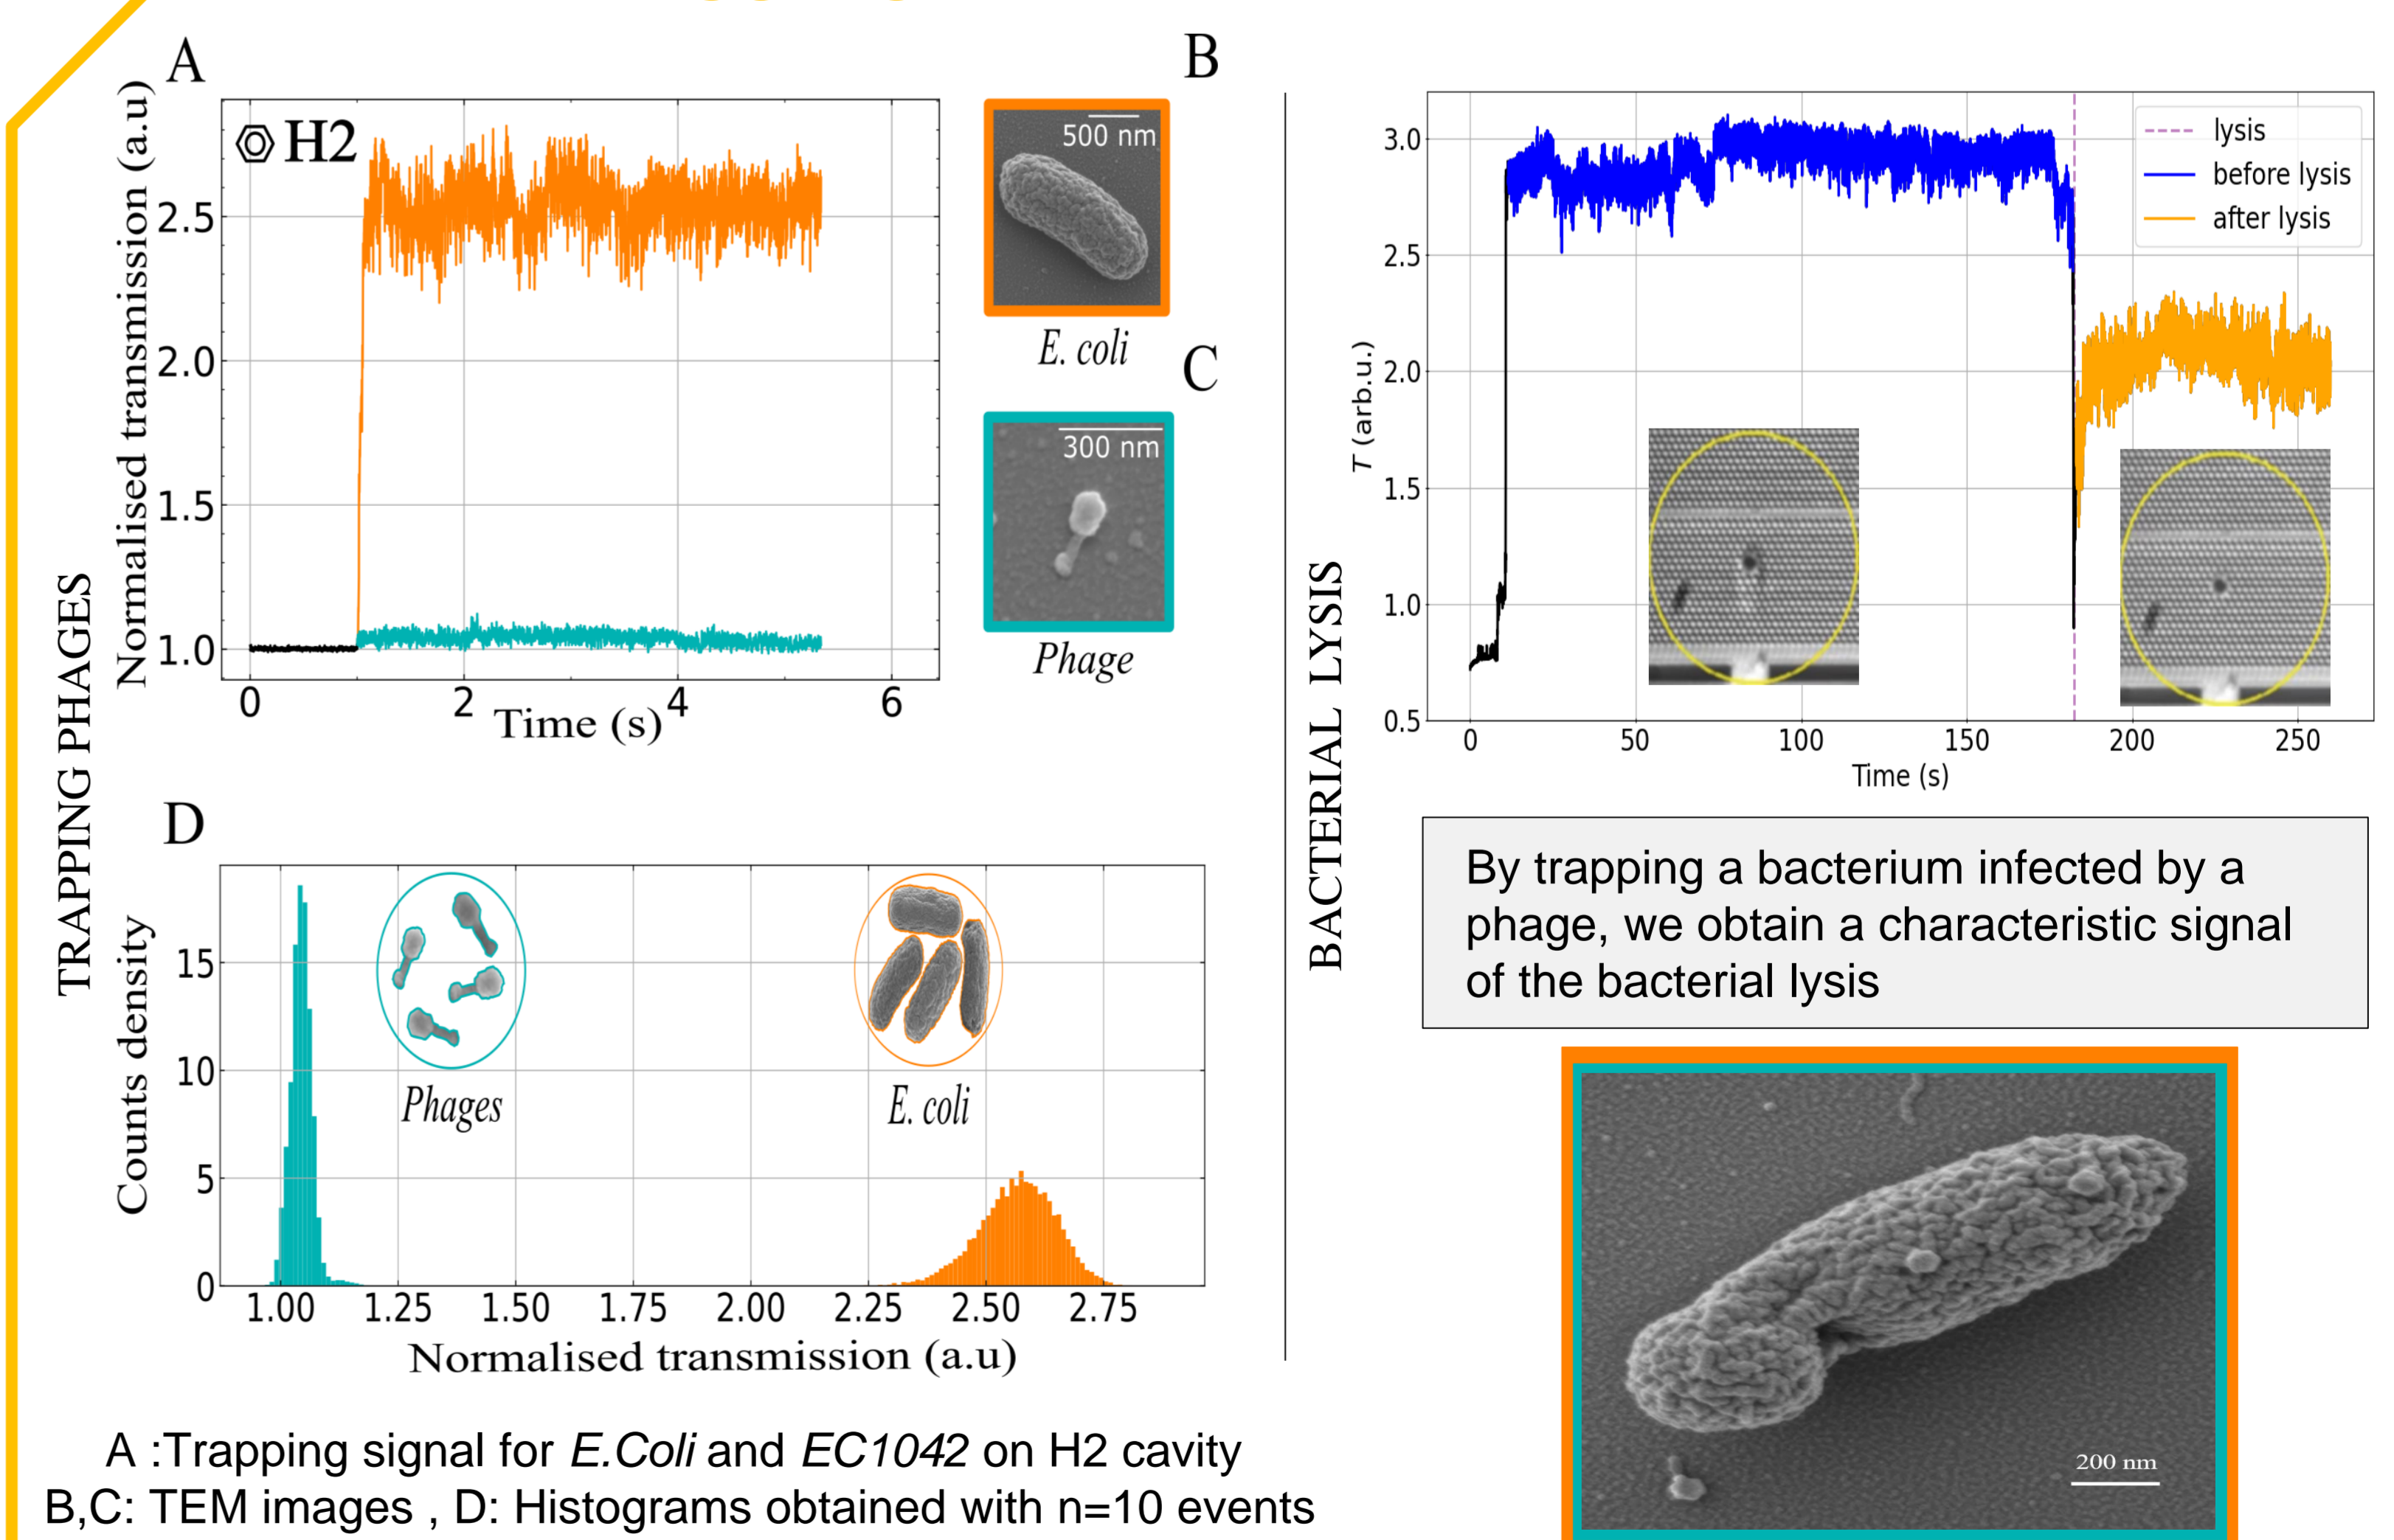 A
B
H2
Normalised transmission (a.u)
2.5
2.0
1.5
1.0
0
2
4
6
Time (s)
500 nm
E. coli
C
300 nm
Phage
TRAPPING PHAGES
D
Counts density
15
10
5
0
Phages
E. coli
1.00
1.25
1.50
1.75
2.00
2.25
2.50
2.75
Normalised transmission (a.u)
A :Trapping signal for E.Coli and EC1042 on H2 cavity
B,C: TEM images , D: Histograms obtained with n=10 events
BACTERIAL LYSIS
T (arb.u.)
3.0
2.5
2.0
1.5
1.0
0.5
lysis
before lysis
after lysis
0
50
100
150
200
250
Time (s)
By trapping a bacterium infected by a
phage, we obtain a characteristic signal
of the bacterial lysis
200 nm